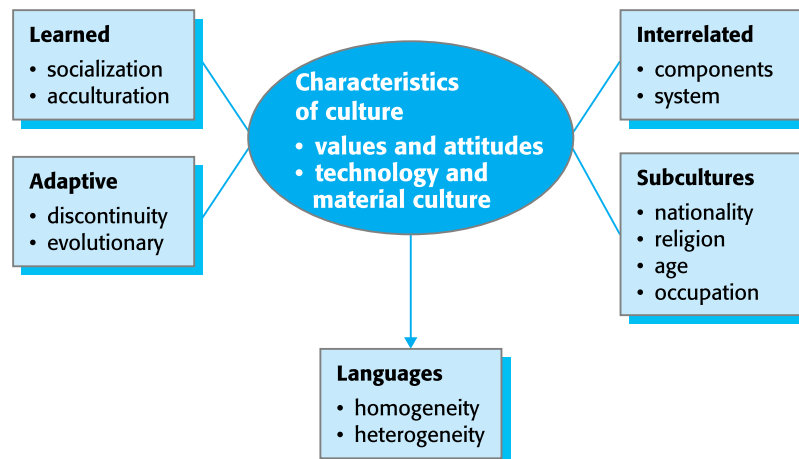 Learned
• socialization
• acculturation
Adaptive
• discontinuity
• evolutionary
Characteristics
of culture
• values and attitudes
• technology and
material culture
Interrelated
• components
• system
Subcultures
• nationality
• religion
• age
• occupation
Languages
• homogeneity
• heterogeneity